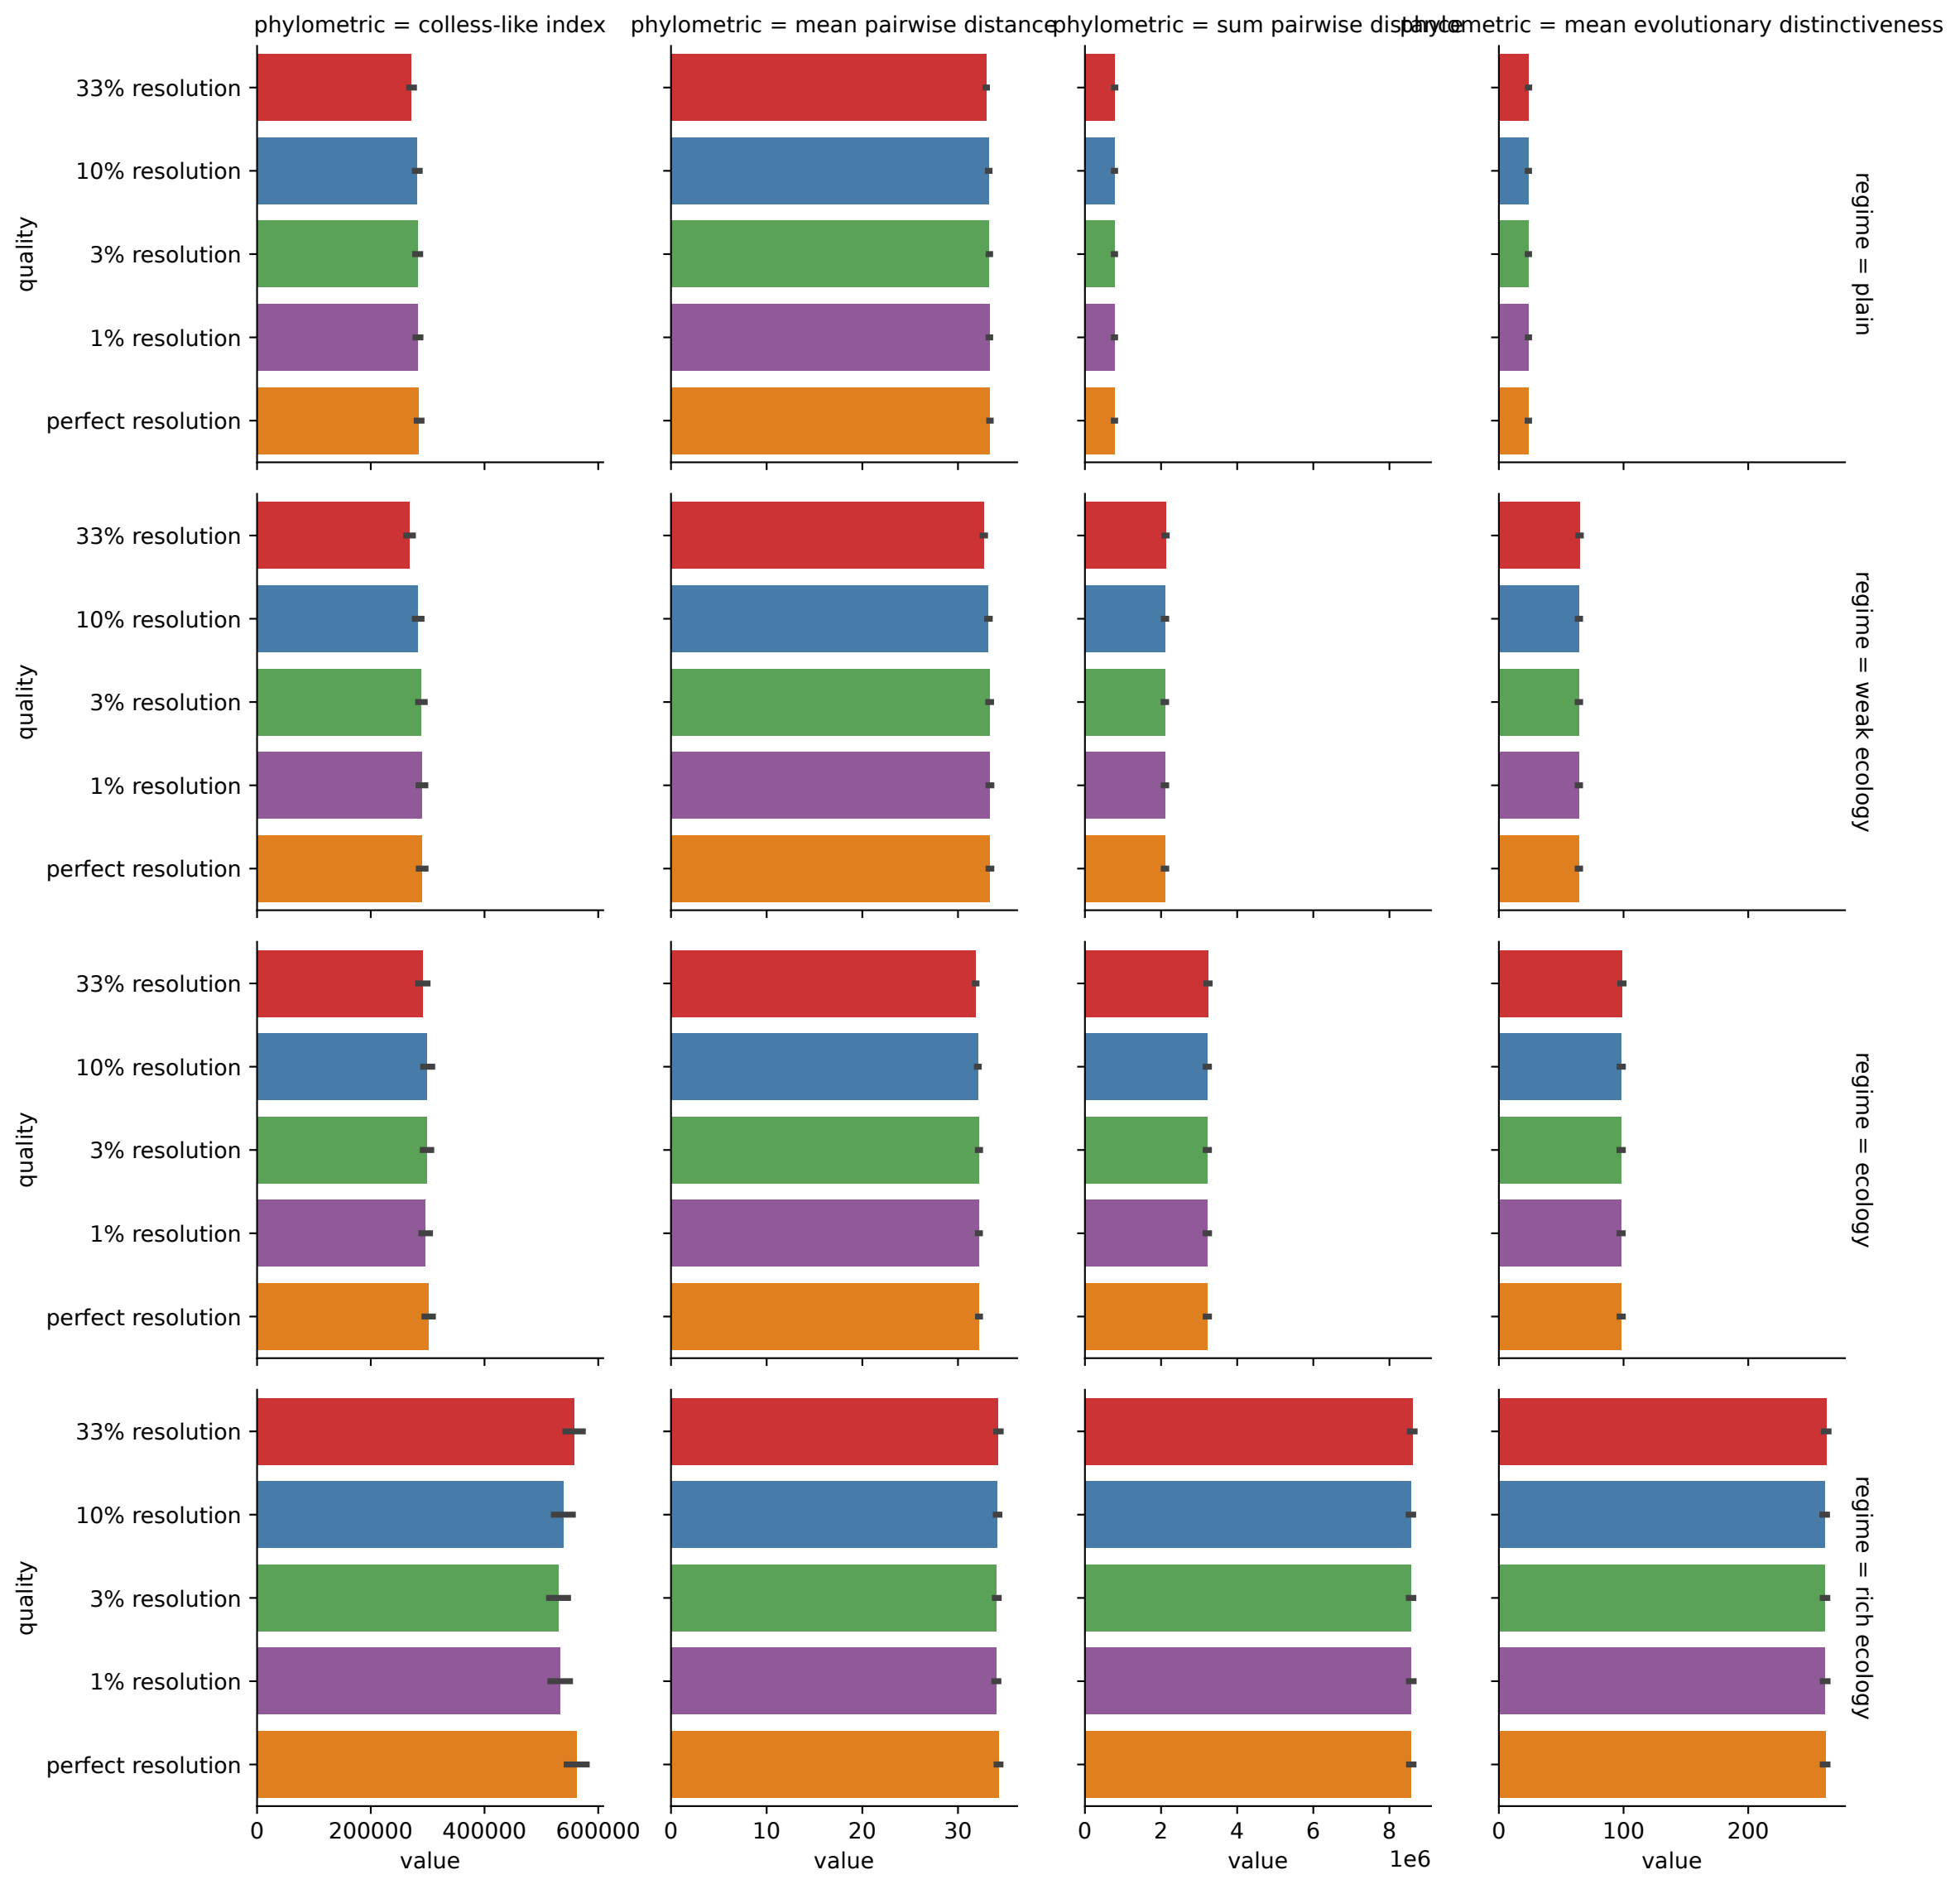 phylometric = colless-like index
phylometric = mean pairwise distance
phylometric = sum pairwise distance
phylometric = mean evolutionary distinctiveness
quality
33% resolution
10% resolution
3% resolution
1% resolution
perfect resolution
regime = plain
quality
33% resolution
10% resolution
3% resolution
1% resolution
perfect resolution
regime = weak ecology
quality
33% resolution
10% resolution
3% resolution
1% resolution
perfect resolution
regime = ecology
quality
33% resolution
10% resolution
3% resolution
1% resolution
perfect resolution
regime = rich ecology
0 200000 400000 600000
value
0 10 20 30
value
0 2 4 6 8
1e6
value
0 100 200
value